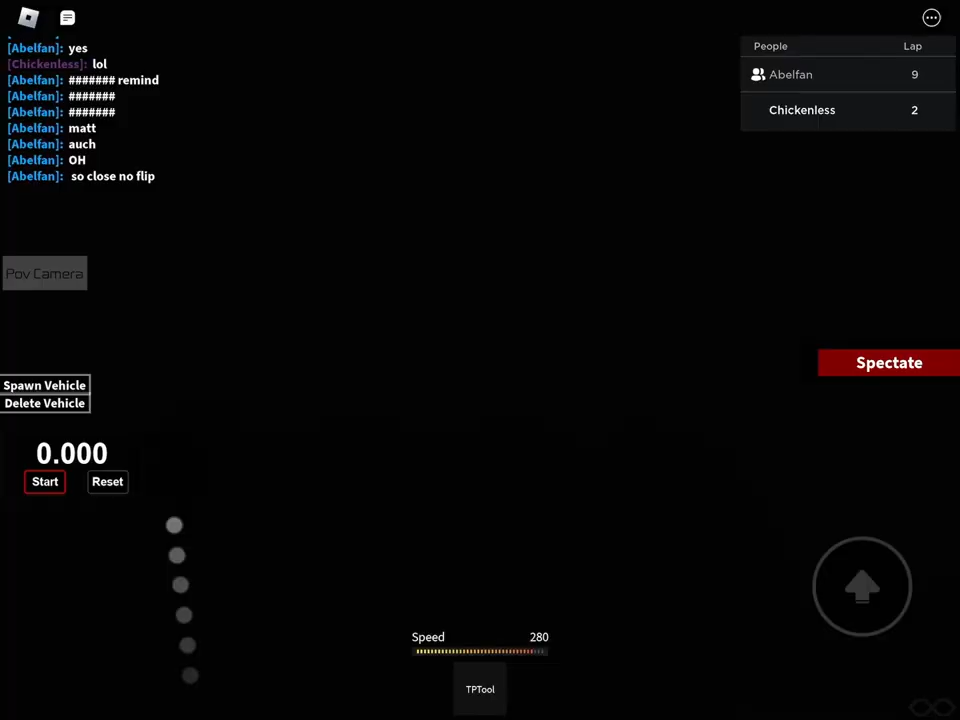 [Abelfan]: yes
[Chickenless]: lol
[Abelfan]: ####### remind
[Abelfan]: #######
[Abelfan]: #######
[Abelfan]: matt
[Abelfan]: auch
[Abelfan]: OH
[Abelfan]: so close no flip
People Lap
Abelfan 9
Chickenless 2
Pov Camera
Spectate
Spawn Vehicle
Delete Vehicle
0.000
Start Reset
Speed 280
TPTool